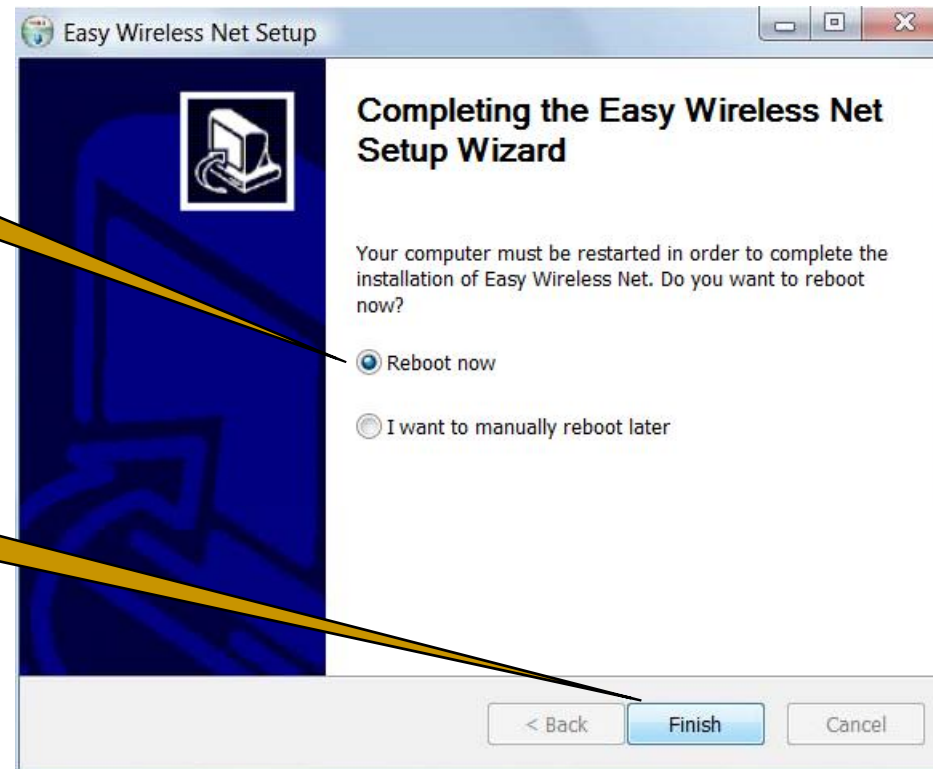 Easy Wireless Net Setup
Completing the Easy Wireless Net
Setup Wizard
Your computer must be restarted in order to complete the
installation of Easy Wireless Net. Do you want to reboot
now?
Reboot now
I want to manually reboot later
< Back
Finish
Cancel